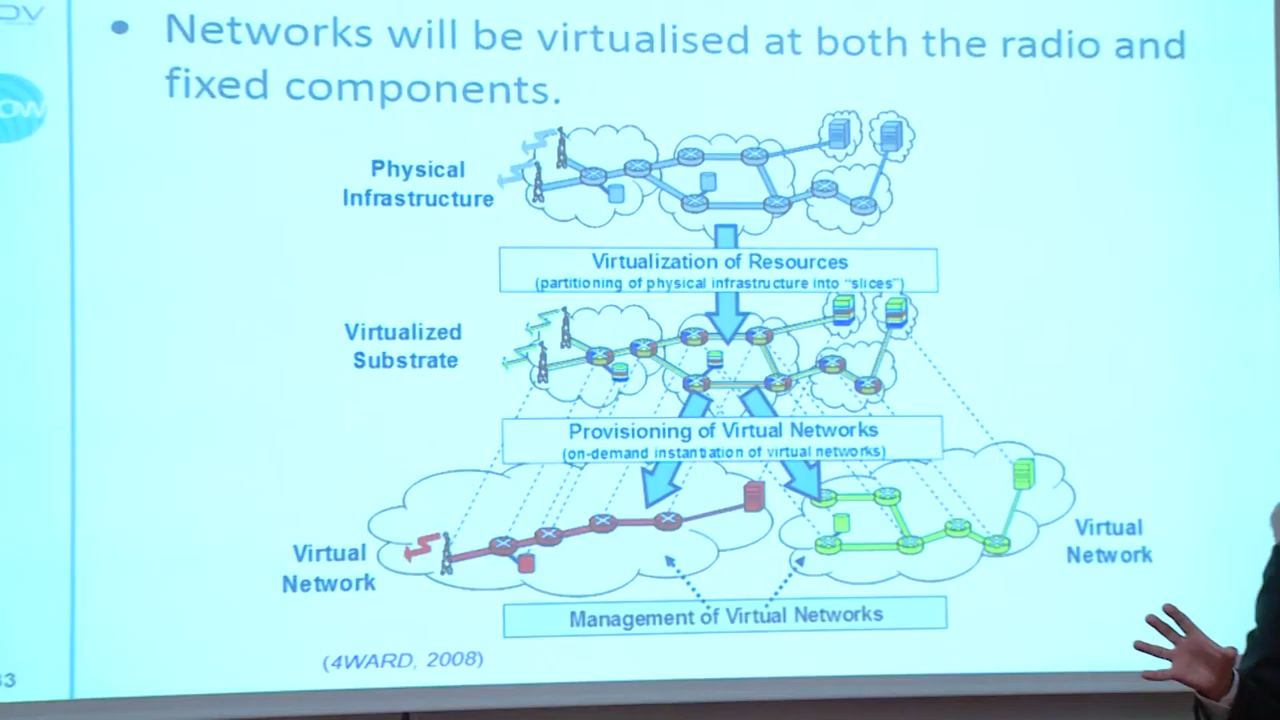 • Networks will be virtualised at both the radio and
fixed components.
Physical
Infrastructure
Virtualization of Resources
(partitioning of physical infrastructure into "slices")
Virtualized
Substrate
Provisioning of Virtual Networks
(on-demand instantiation of virtual networks)
Virtual
Network
Virtual
Network
Management of Virtual Networks
(4WARD, 2008)